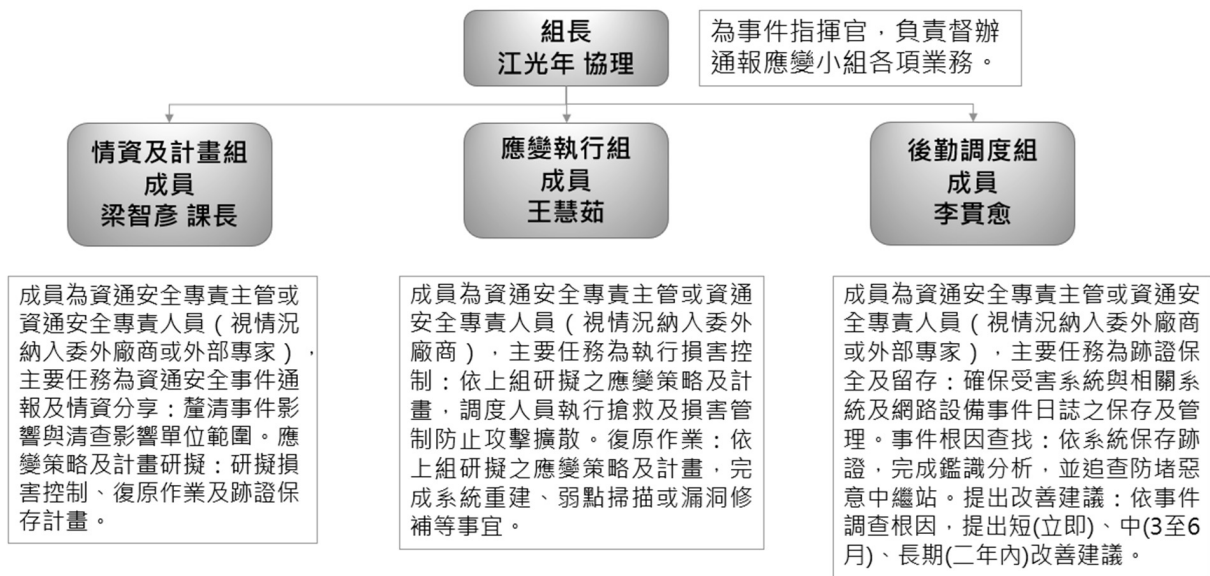 組長
江光年 協理
為事件指揮官，負責督辦
通報應變小組各項業務。
情資及計畫組
成員
梁智彥 課長
應變執行組
成員
王慧茹
後勤調度組
成員
李貫愈
成員為資通安全專責主管或
資通安全專責人員（視情況
納入委外廠商或外部專家），
主要任務為資通安全事件通
報及情資分享：釐清事件影
響與清查影響單位範圍。應
變策略及計畫研擬：研擬損
害控制、復原作業及跡證保
存計畫。
成員為資通安全專責主管或資通
安全專責人員（視情況納入委外
廠商），主要任務為執行損害控
制：依上組研擬之應變策略及計
畫，調度人員執行搶救及損害管
制防止攻擊擴散。復原作業：依
上組研擬之應變策略及計畫，完
成系統重建、弱點掃描或漏洞修
補等事宜。
成員為資通安全專責主管或資通安
全專責人員（視情況納入委外廠商
或外部專家），主要任務為跡證保
全及留存：確保受害系統與相關系
統及網路設備事件日誌之保存及管
理。事件根因查找：依系統保存跡
證，完成鑑識分析，並追查防堵惡
意中繼站。提出改善建議：依事件
調查根因，提出短(立即)、中(3至6
月)、長期(二年內)改善建議。